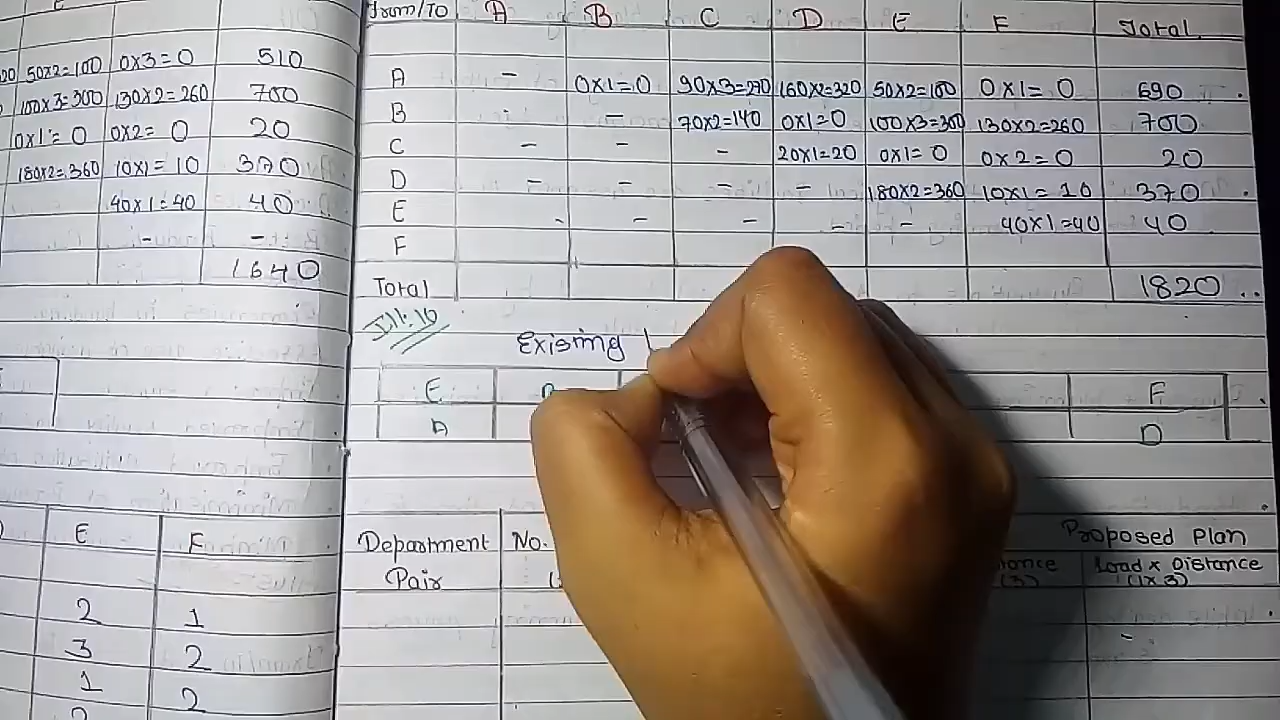 50x2=100 0x3=0 510
100x3=300 130x2=260 700
0x1=0 0x2=0 20
180x2=360 10x1=10 370
40x1=40 40
- -
1640
E F
2 1
3 2
1 2
From/To A B C D E F Total
A - 0x1=0 90x3=270 160x2=320 50x2=100 0x1=0 690
B - 70x2=140 0x1=0 100x3=300 130x2=260 700
C - - - 20x1=20 0x1=0 0x2=0 20
D - - - - 180x2=360 10x1=10 370
E - - - - - 40x1=40 40
F
Total 1820
Ill:10
Exising
E F
A D
Department No. Proposed Plan
Pair Load x Distance
(1x3)